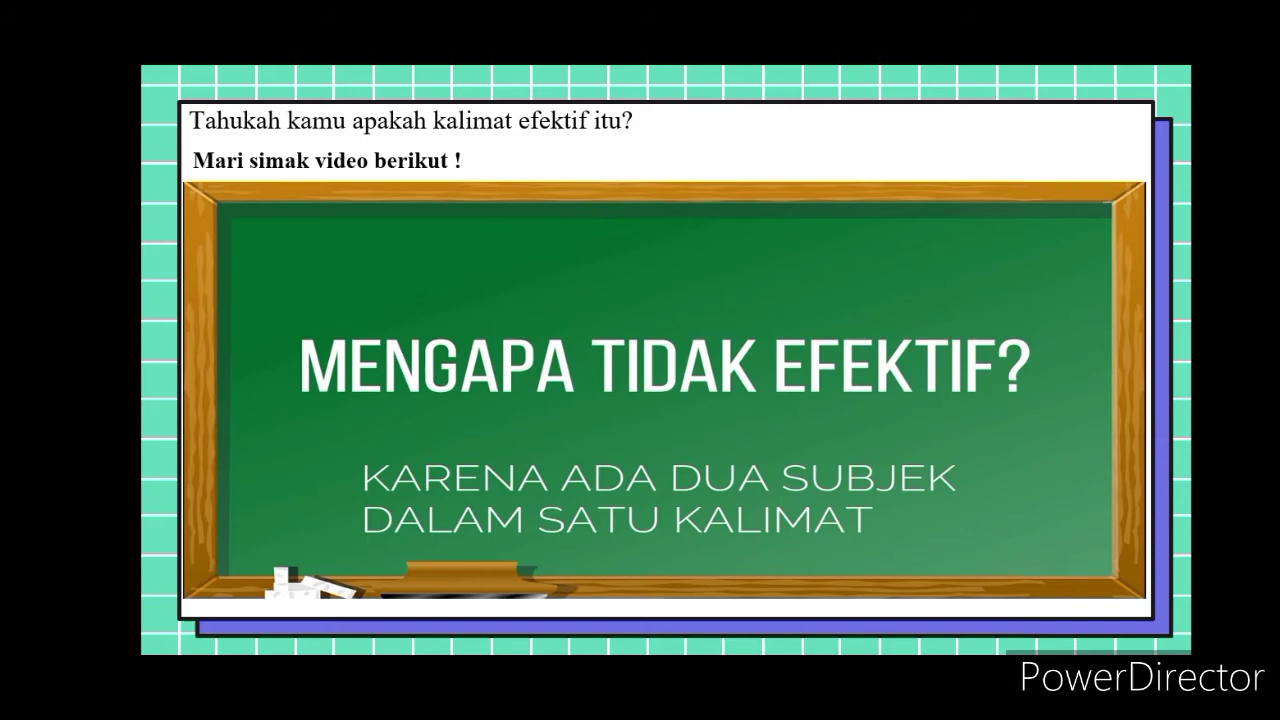 Tahukah kamu apakah kalimat efektif itu?
Mari simak video berikut !
MENGAPA TIDAK EFEKTIF?
KARENA ADA DUA SUBJEK
DALAM SATU KALIMAT
PowerDirector